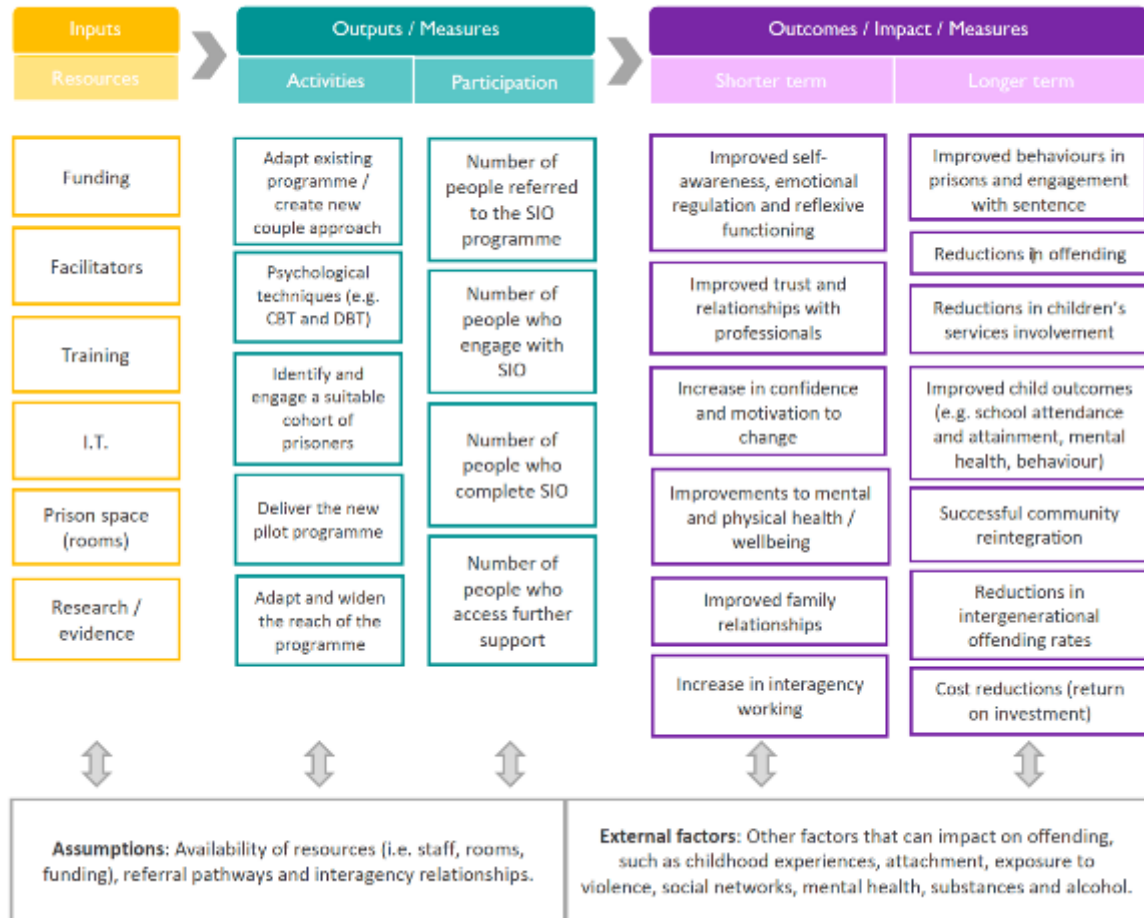 Inputs
Outputs / Measures
Outcomes / Impact / Measures
Resources
Activities
Participation
Shorter term
Longer term
Funding
Facilitators
Training
I.T.
Prison space
(rooms)
Research /
evidence
Adapt existing
programme /
create new
couple approach
Psychological
techniques (e.g.
CBT and DBT)
Identify and
engage a suitable
cohort of
prisoners
Deliver the new
pilot programme
Adapt and widen
the reach of the
programme
Number of
people referred
to the SIO
programme
Number of
people who
engage with
SIO
Number of
people who
complete SIO
Number of
people who
access further
support
Improved self-
awareness, emotional
regulation and reflexive
functioning
Improved trust and
relationships with
professionals
Increase in confidence
and motivation to
change
Improvements to mental
and physical health /
wellbeing
Improved family
relationships
Increase in interagency
working
Improved behaviours in
prisons and engagement
with sentence
Reductions in offending
Reductions in children's
services involvement
Improved child outcomes
(e.g. school attendance
and attainment, mental
health, behaviour)
Successful community
reintegration
Reductions in
intergenerational
offending rates
Cost reductions (return
on investment)
Assumptions: Availability of resources (i.e. staff, rooms,
funding), referral pathways and interagency relationships.
External factors: Other factors that can impact on offending,
such as childhood experiences, attachment, exposure to
violence, social networks, mental health, substances and alcohol.